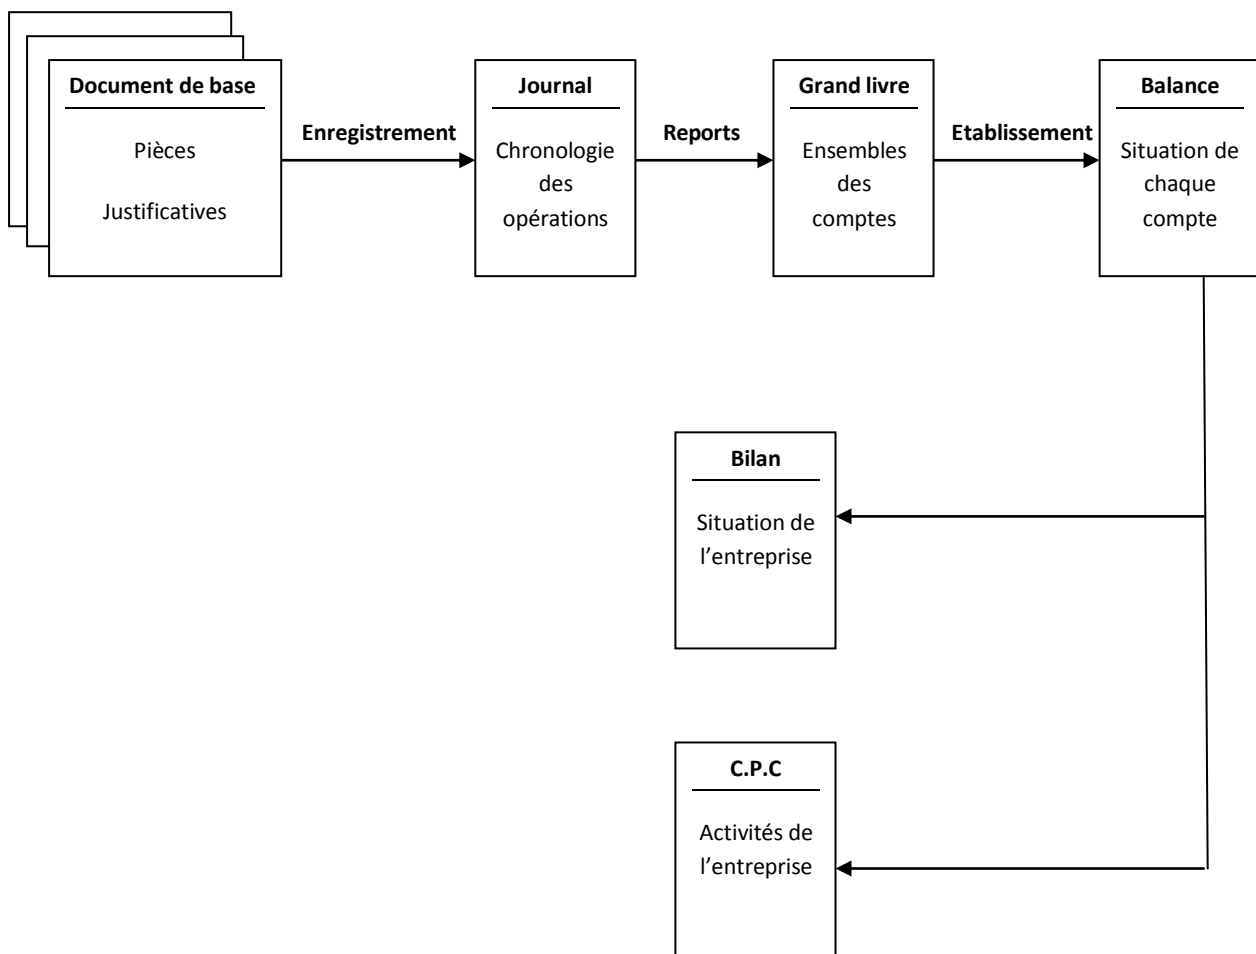 Document de base
Pièces
Justificatives
Enregistrement
Journal
Chronologie
des
opérations
Reports
Grand livre
Ensembles
des
comptes
Etablissement
Balance
Situation de
chaque
compte
Bilan
Situation de
l’entreprise
C.P.C
Activités de
l’entreprise